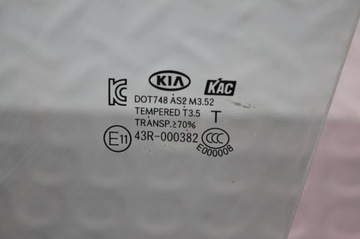 KIA KAC
DOT748 AS2 M3.52
TEMPERED T3.5 T
TRANSP.≥70%
E11 43R-000382 CCC
E000008